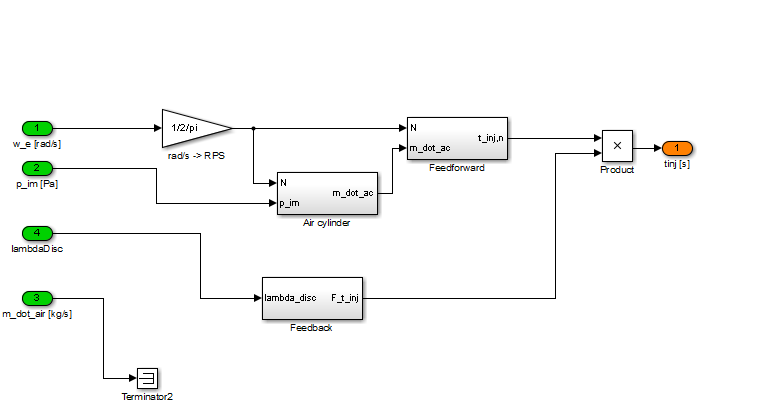 1
w_e [rad/s]
1/2/pi
rad/s -> RPS
2
p_im [Pa]
N
m_dot_ac
t_inj,n
Feedforward
×
Product
1
tinj [s]
N
p_im
m_dot_ac
Air cylinder
4
lambdaDisc
lambda_disc
F_t_inj
Feedback
3
m_dot_air [kg/s]
Terminator2